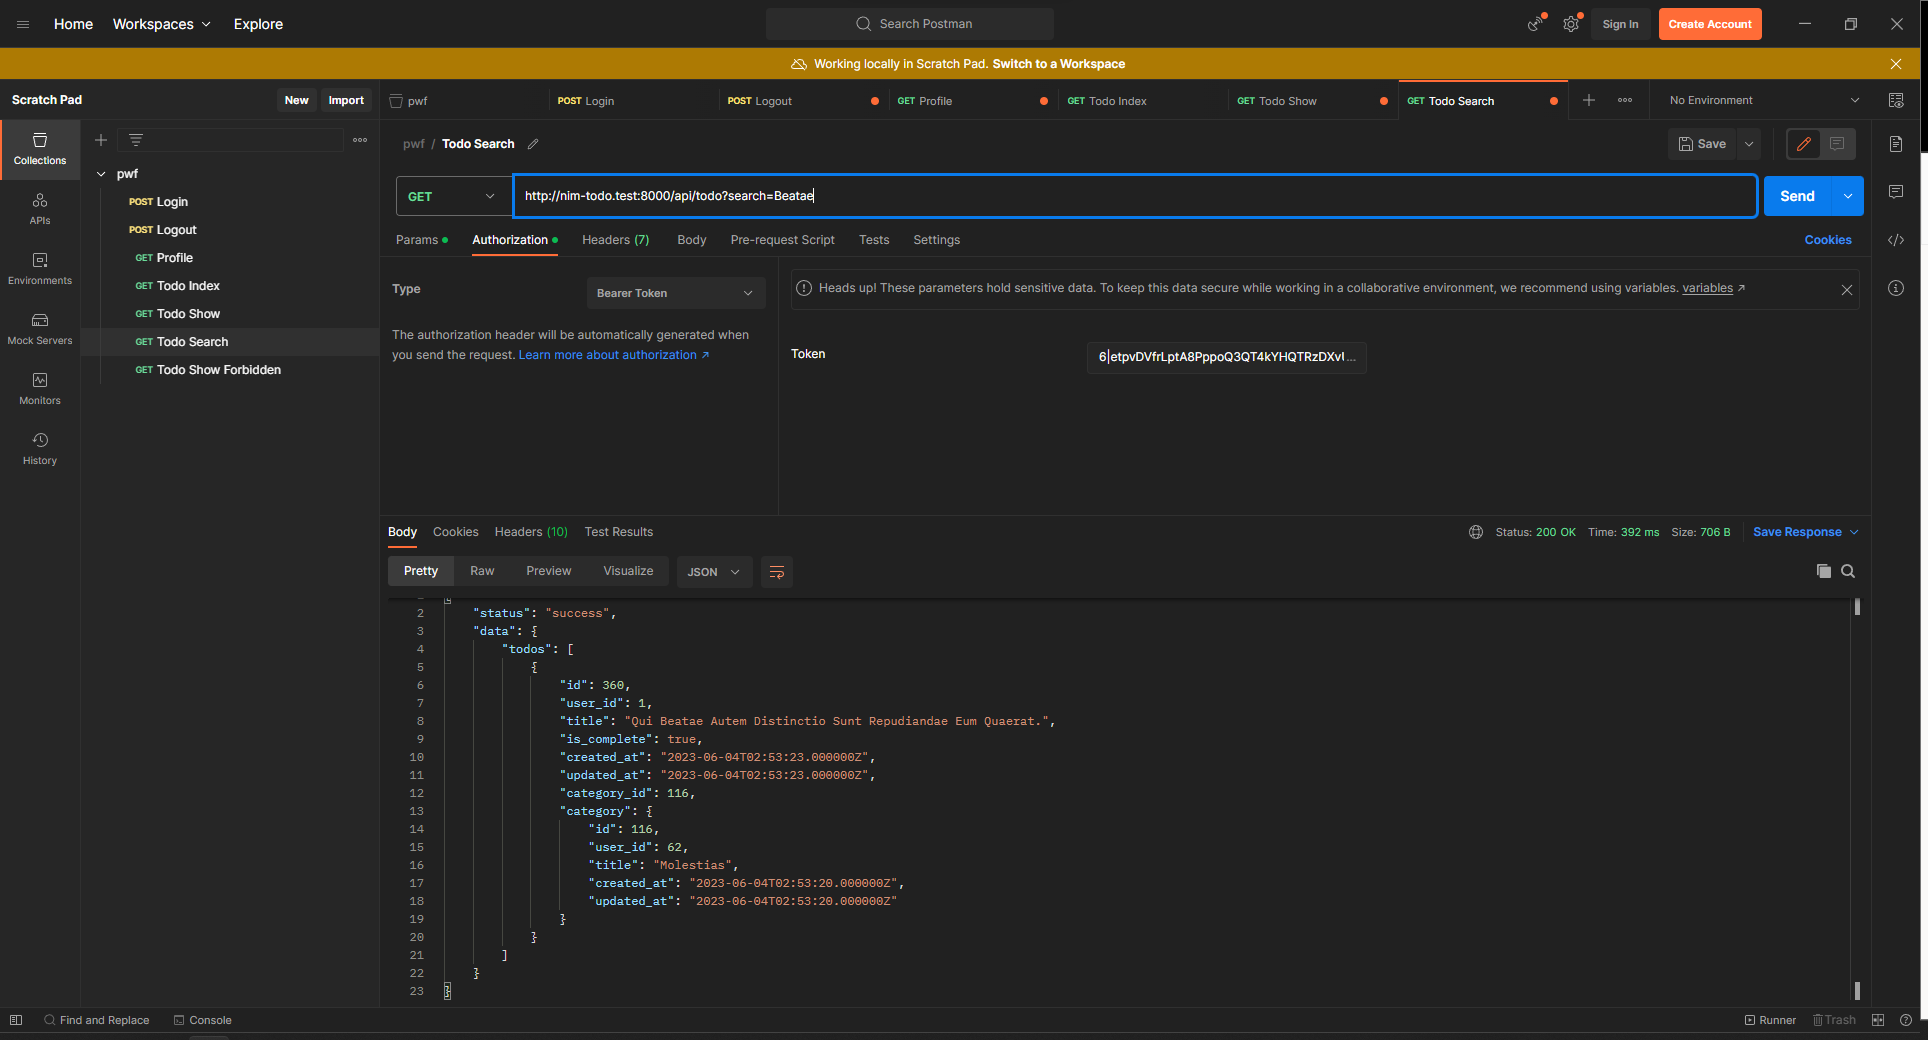 Home Workspaces Explore Search Postman Sign In Create Account
Working locally in Scratch Pad. Switch to a Workspace
Scratch Pad New Import
pwf POST Login POST Logout GET Profile GET Todo Index GET Todo Show GET Todo Search No Environment
Collections
APIs
Environments
Mock Servers
Monitors
History
pwf
POST Login
POST Logout
GET Profile
GET Todo Index
GET Todo Show
GET Todo Search
GET Todo Show Forbidden
pwf / Todo Search Save
GET http://nim-todo.test:8000/api/todo?search=Beatae Send
Params Authorization Headers (7) Body Pre-request Script Tests Settings Cookies
Type Bearer Token
The authorization header will be automatically generated when
you send the request. Learn more about authorization ↗
Heads up! These parameters hold sensitive data. To keep this data secure while working in a collaborative environment, we recommend using variables. variables ↗
Token 6|etpvDVfrLptA8PppoQ3QT4kYHQTRzDXv...
Body Cookies Headers (10) Test Results Status: 200 OK Time: 392 ms Size: 706 B Save Response
Pretty Raw Preview Visualize JSON
2 "status": "success",
3 "data": {
4 "todos": [
5 {
6 "id": 360,
7 "user_id": 1,
8 "title": "Qui Beatae Autem Distinctio Sunt Repudiandae Eum Quaerat.",
9 "is_complete": true,
10 "created_at": "2023-06-04T02:53:23.000000Z",
11 "updated_at": "2023-06-04T02:53:23.000000Z",
12 "category_id": 116,
13 "category": {
14 "id": 116,
15 "user_id": 62,
16 "title": "Molestias",
17 "created_at": "2023-06-04T02:53:20.000000Z",
18 "updated_at": "2023-06-04T02:53:20.000000Z"
19 }
20 }
21 ]
22 }
23 }
Find and Replace Console Runner Trash